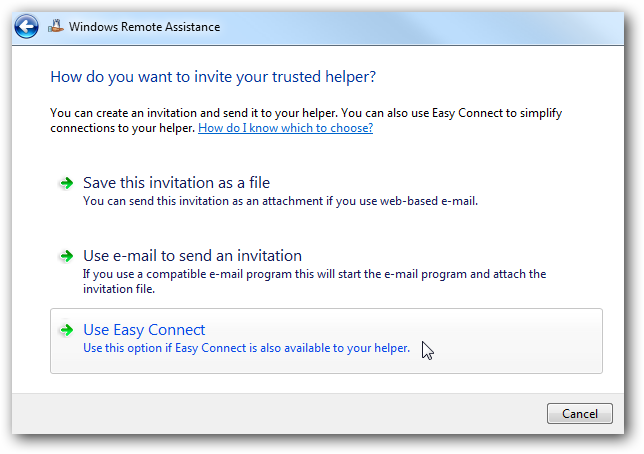 Windows Remote Assistance
How do you want to invite your trusted helper?
You can create an invitation and send it to your helper. You can also use Easy Connect to simplify
connections to your helper. How do I know which to choose?
Save this invitation as a file
You can send this invitation as an attachment if you use web-based e-mail.
Use e-mail to send an invitation
If you use a compatible e-mail program this will start the e-mail program and attach the
invitation file.
Use Easy Connect
Use this option if Easy Connect is also available to your helper.
Cancel